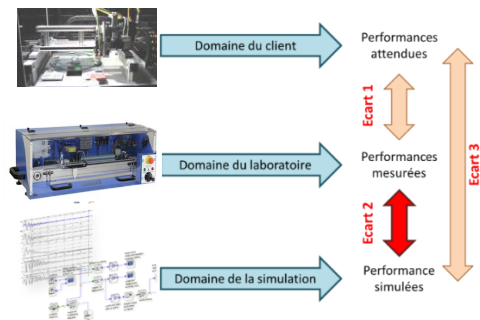 Domaine du client
Performances
attendues
Ecart 1
Domaine du laboratoire
Performances
mesurées
Ecart 3
Ecart 2
Domaine de la simulation
Performance
simulées